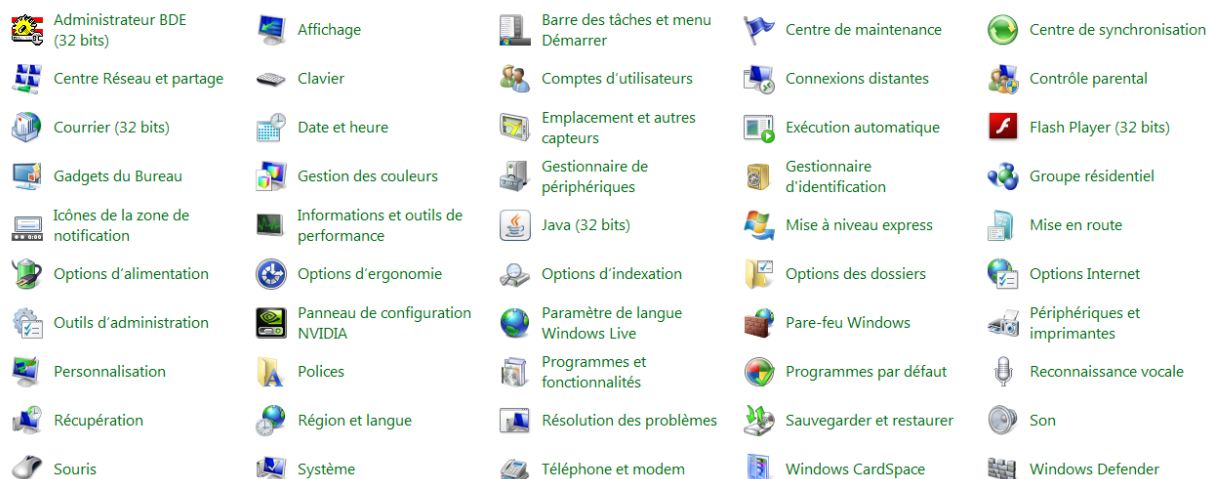 Administrateur BDE
(32 bits)
Affichage
Barre des tâches et menu
Démarrer
Centre de maintenance
Centre de synchronisation
Centre Réseau et partage
Clavier
Comptes d'utilisateurs
Connexions distantes
Contrôle parental
Courrier (32 bits)
Date et heure
Emplacement et autres
capteurs
Exécution automatique
Flash Player (32 bits)
Gadgets du Bureau
Gestion des couleurs
Gestionnaire de
périphériques
Gestionnaire
d'identification
Groupe résidentiel
Icônes de la zone de
notification
Informations et outils de
performance
Java (32 bits)
Mise à niveau express
Mise en route
Options d'alimentation
Options d'ergonomie
Options d'indexation
Options des dossiers
Options Internet
Outils d'administration
Panneau de configuration
NVIDIA
Paramètre de langue
Windows Live
Pare-feu Windows
Périphériques et
imprimantes
Personnalisation
Polices
Programmes et
fonctionnalités
Programmes par défaut
Reconnaissance vocale
Récupération
Région et langue
Résolution des problèmes
Sauvegarder et restaurer
Son
Souris
Système
Téléphone et modem
Windows CardSpace
Windows Defender